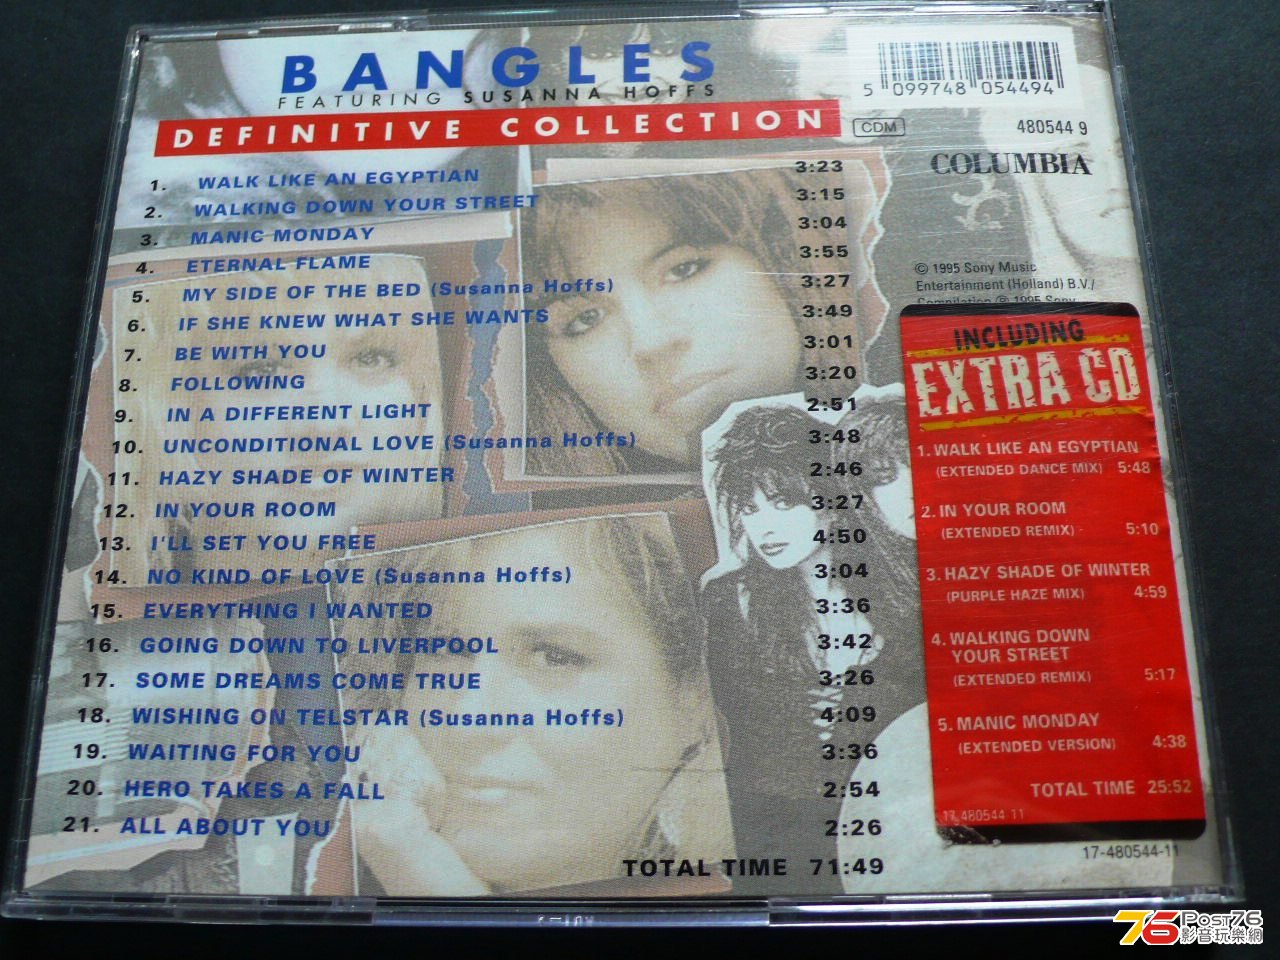 BANGLES
FEATURING SUSANNA HOFFS
DEFINITIVE COLLECTION
5 099748 054494
CDM
480544 9
COLUMBIA
1. WALK LIKE AN EGYPTIAN 3:23
2. WALKING DOWN YOUR STREET 3:15
3. MANIC MONDAY 3:04
4. ETERNAL FLAME 3:55
5. MY SIDE OF THE BED (Susanna Hoffs) 3:27
6. IF SHE KNEW WHAT SHE WANTS 3:49
7. BE WITH YOU 3:01
8. FOLLOWING 3:20
9. IN A DIFFERENT LIGHT 2:51
10. UNCONDITIONAL LOVE (Susanna Hoffs) 3:48
11. HAZY SHADE OF WINTER 2:46
12. IN YOUR ROOM 3:27
13. I'LL SET YOU FREE 4:50
14. NO KIND OF LOVE (Susanna Hoffs) 3:04
15. EVERYTHING I WANTED 3:36
16. GOING DOWN TO LIVERPOOL 3:42
17. SOME DREAMS COME TRUE 3:26
18. WISHING ON TELSTAR (Susanna Hoffs) 4:09
19. WAITING FOR YOU 3:36
20. HERO TAKES A FALL 2:54
21. ALL ABOUT YOU 2:26
TOTAL TIME 71:49
© 1995 Sony Music
Entertainment (Holland) B.V./
Compilation ℗ 1995 Sony
INCLUDING
EXTRA CD
1. WALK LIKE AN EGYPTIAN
(EXTENDED DANCE MIX) 5:48
2. IN YOUR ROOM
(EXTENDED REMIX) 5:10
3. HAZY SHADE OF WINTER
(PURPLE HAZE MIX) 4:59
4. WALKING DOWN
YOUR STREET
(EXTENDED REMIX) 5:17
5. MANIC MONDAY
(EXTENDED VERSION) 4:38
TOTAL TIME 25:52
17-480544-11
17-480544-11
76 Post76
影音玩樂網